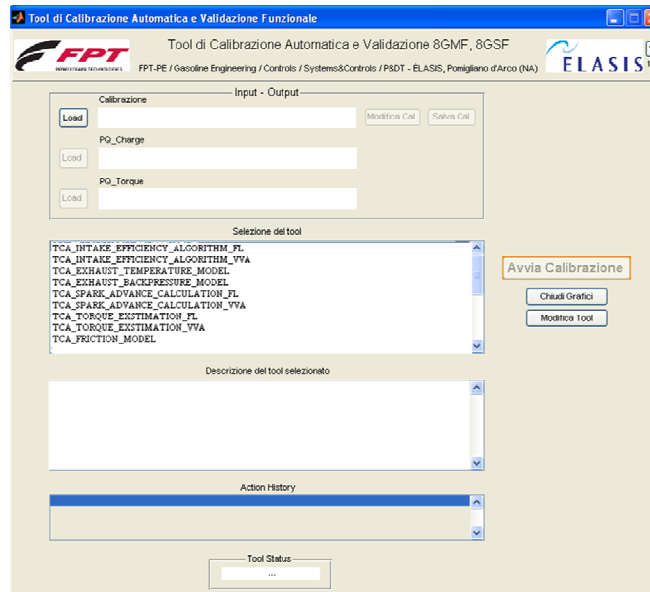 Tool di Calibrazione Automatica e Validazione Funzionale
FPT
POWERTRAIN TECHNOLOGIES
Tool di Calibrazione Automatica e Validazione 8GMF, 8GSF
FPT-PE / Gasoline Engineering / Controls / Systems&Controls / P&DT - ELASIS, Pomigliano d'Arco (NA)
ELASIS
Input - Output
Calibrazione
Load
Modifica Cal
Salva Cal
PQ_Charge
Load
PQ_Torque
Load
Selezione del tool
TCA_INTAKE_EFFICIENCY_ALGORITHM_FL
TCA_INTAKE_EFFICIENCY_ALGORITHM_VVA
TCA_EXHAUST_TEMPERATURE_MODEL
TCA_EXHAUST_BACKPRESSURE_MODEL
TCA_SPARK_ADVANCE_CALCULATION_FL
TCA_SPARK_ADVANCE_CALCULATION_VVA
TCA_TORQUE_EXSTIMATION_FL
TCA_TORQUE_EXSTIMATION_VVA
TCA_FRICTION_MODEL
Avvia Calibrazione
Chiudi Grafici
Modifica Tool
Descrizione del tool selezionato
Action History
Tool Status
...